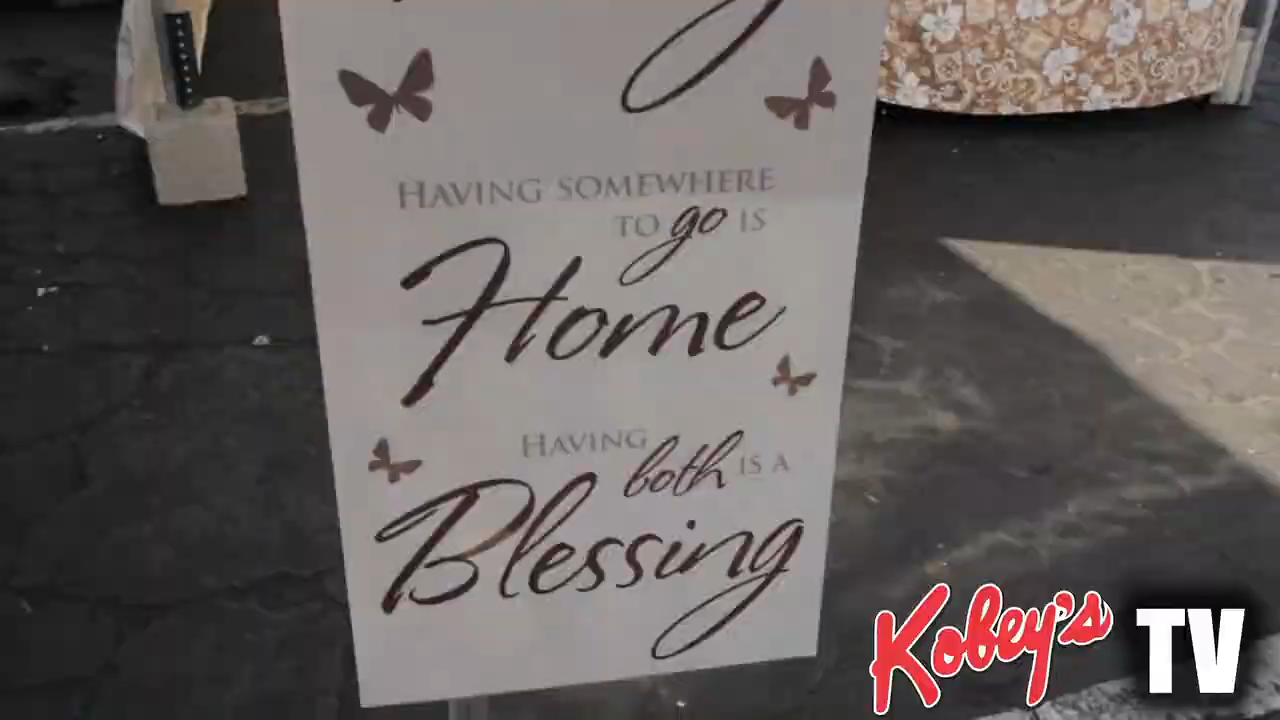 HAVING SOMEWHERE
TO go IS
Home
HAVING both IS A
Blessing
Kobey's TV